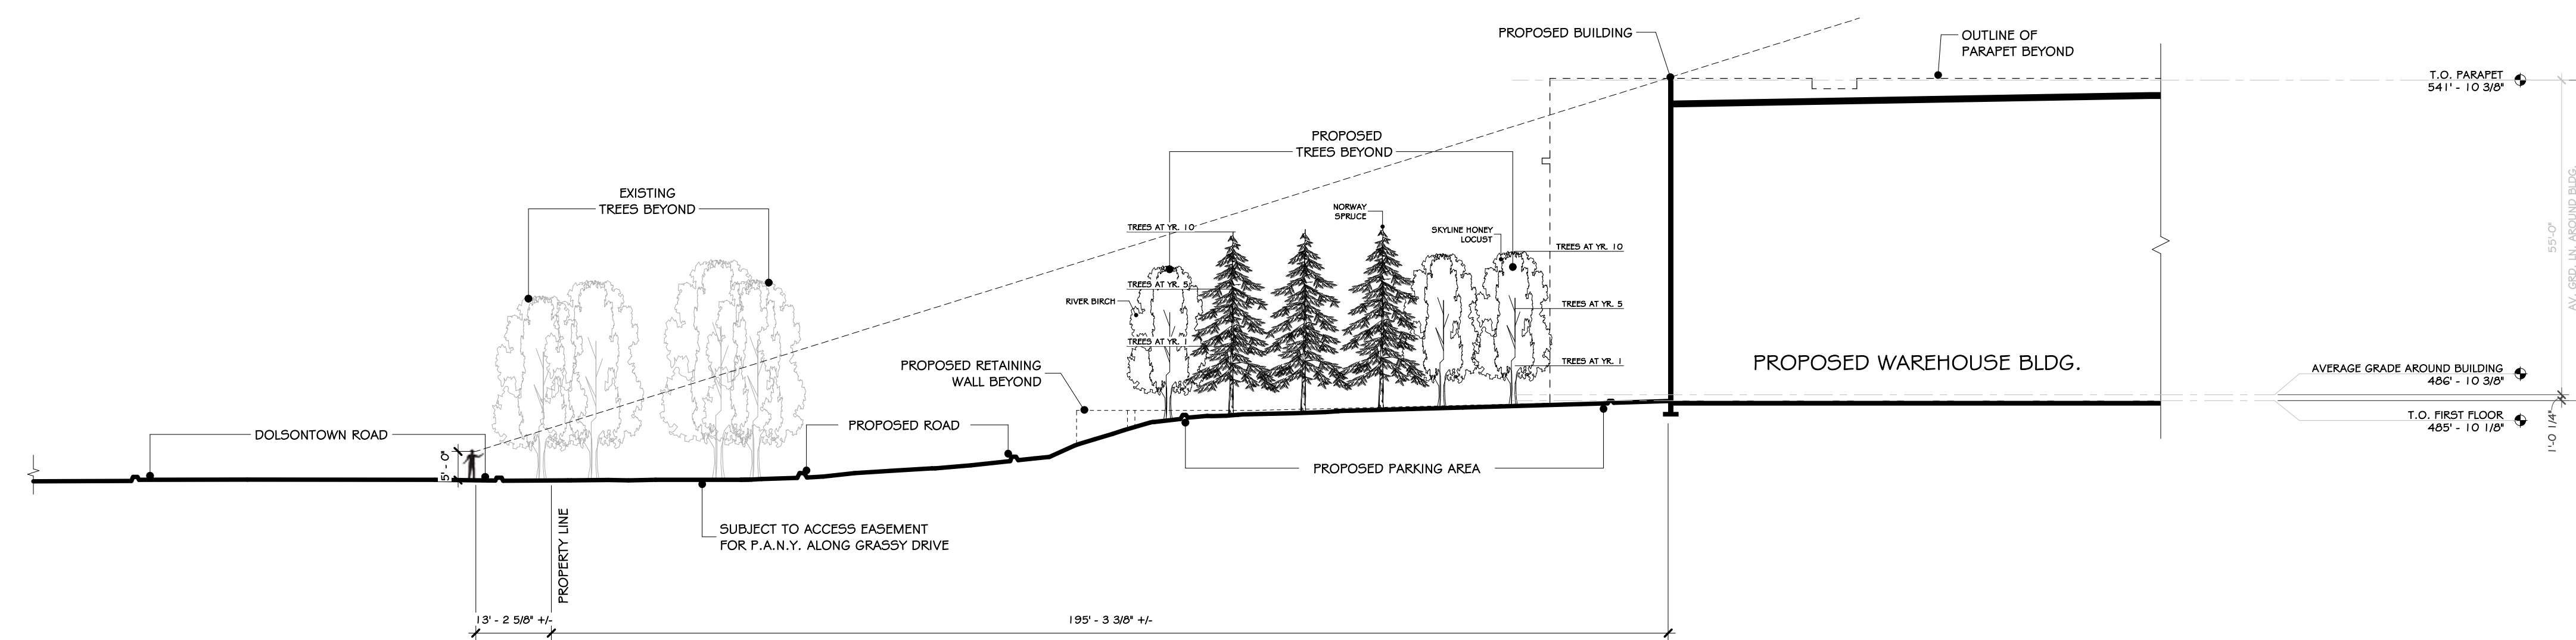 PROPOSED BUILDING
OUTLINE OF
PARAPET BEYOND
T.O. PARAPET
541' - 10 3/8"
PROPOSED
TREES BEYOND
EXISTING
TREES BEYOND
NORWAY
SPRUCE
SKYLINE HONEY
LOCUST
TREES AT YR. 10
TREES AT YR. 10
TREES AT YR. 5
TREES AT YR. 5
RIVER BIRCH
TREES AT YR. 1
TREES AT YR. 1
55'-0"
AV. GRD. LN. AROUND BLDG.
PROPOSED RETAINING
WALL BEYOND
PROPOSED WAREHOUSE BLDG.
AVERAGE GRADE AROUND BUILDING
486' - 10 3/8"
T.O. FIRST FLOOR
485' - 10 1/8"
1'-0 1/4"
DOLSONTOWN ROAD
5' - 0"
PROPOSED ROAD
PROPOSED PARKING AREA
SUBJECT TO ACCESS EASEMENT
FOR P.A.N.Y. ALONG GRASSY DRIVE
PROPERTY LINE
13' - 2 5/8" +/-
195' - 3 3/8" +/-